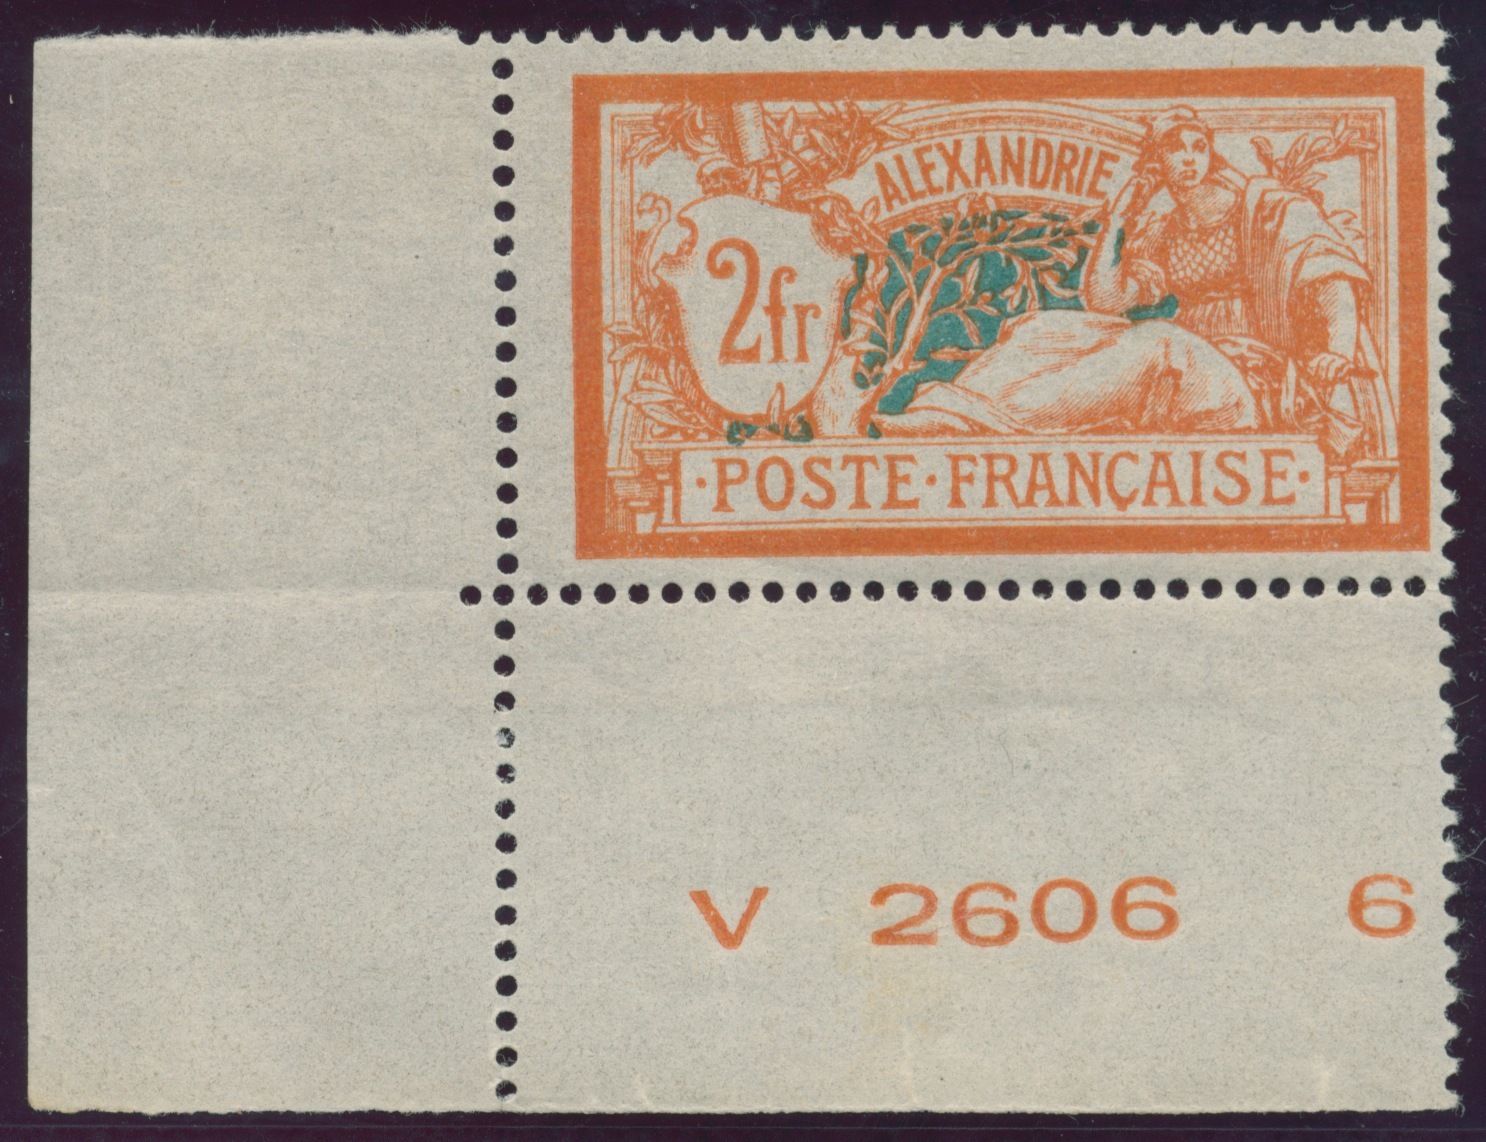 ALEXANDRIE
2fr
·POSTE·FRANÇAISE·
V 2606 6